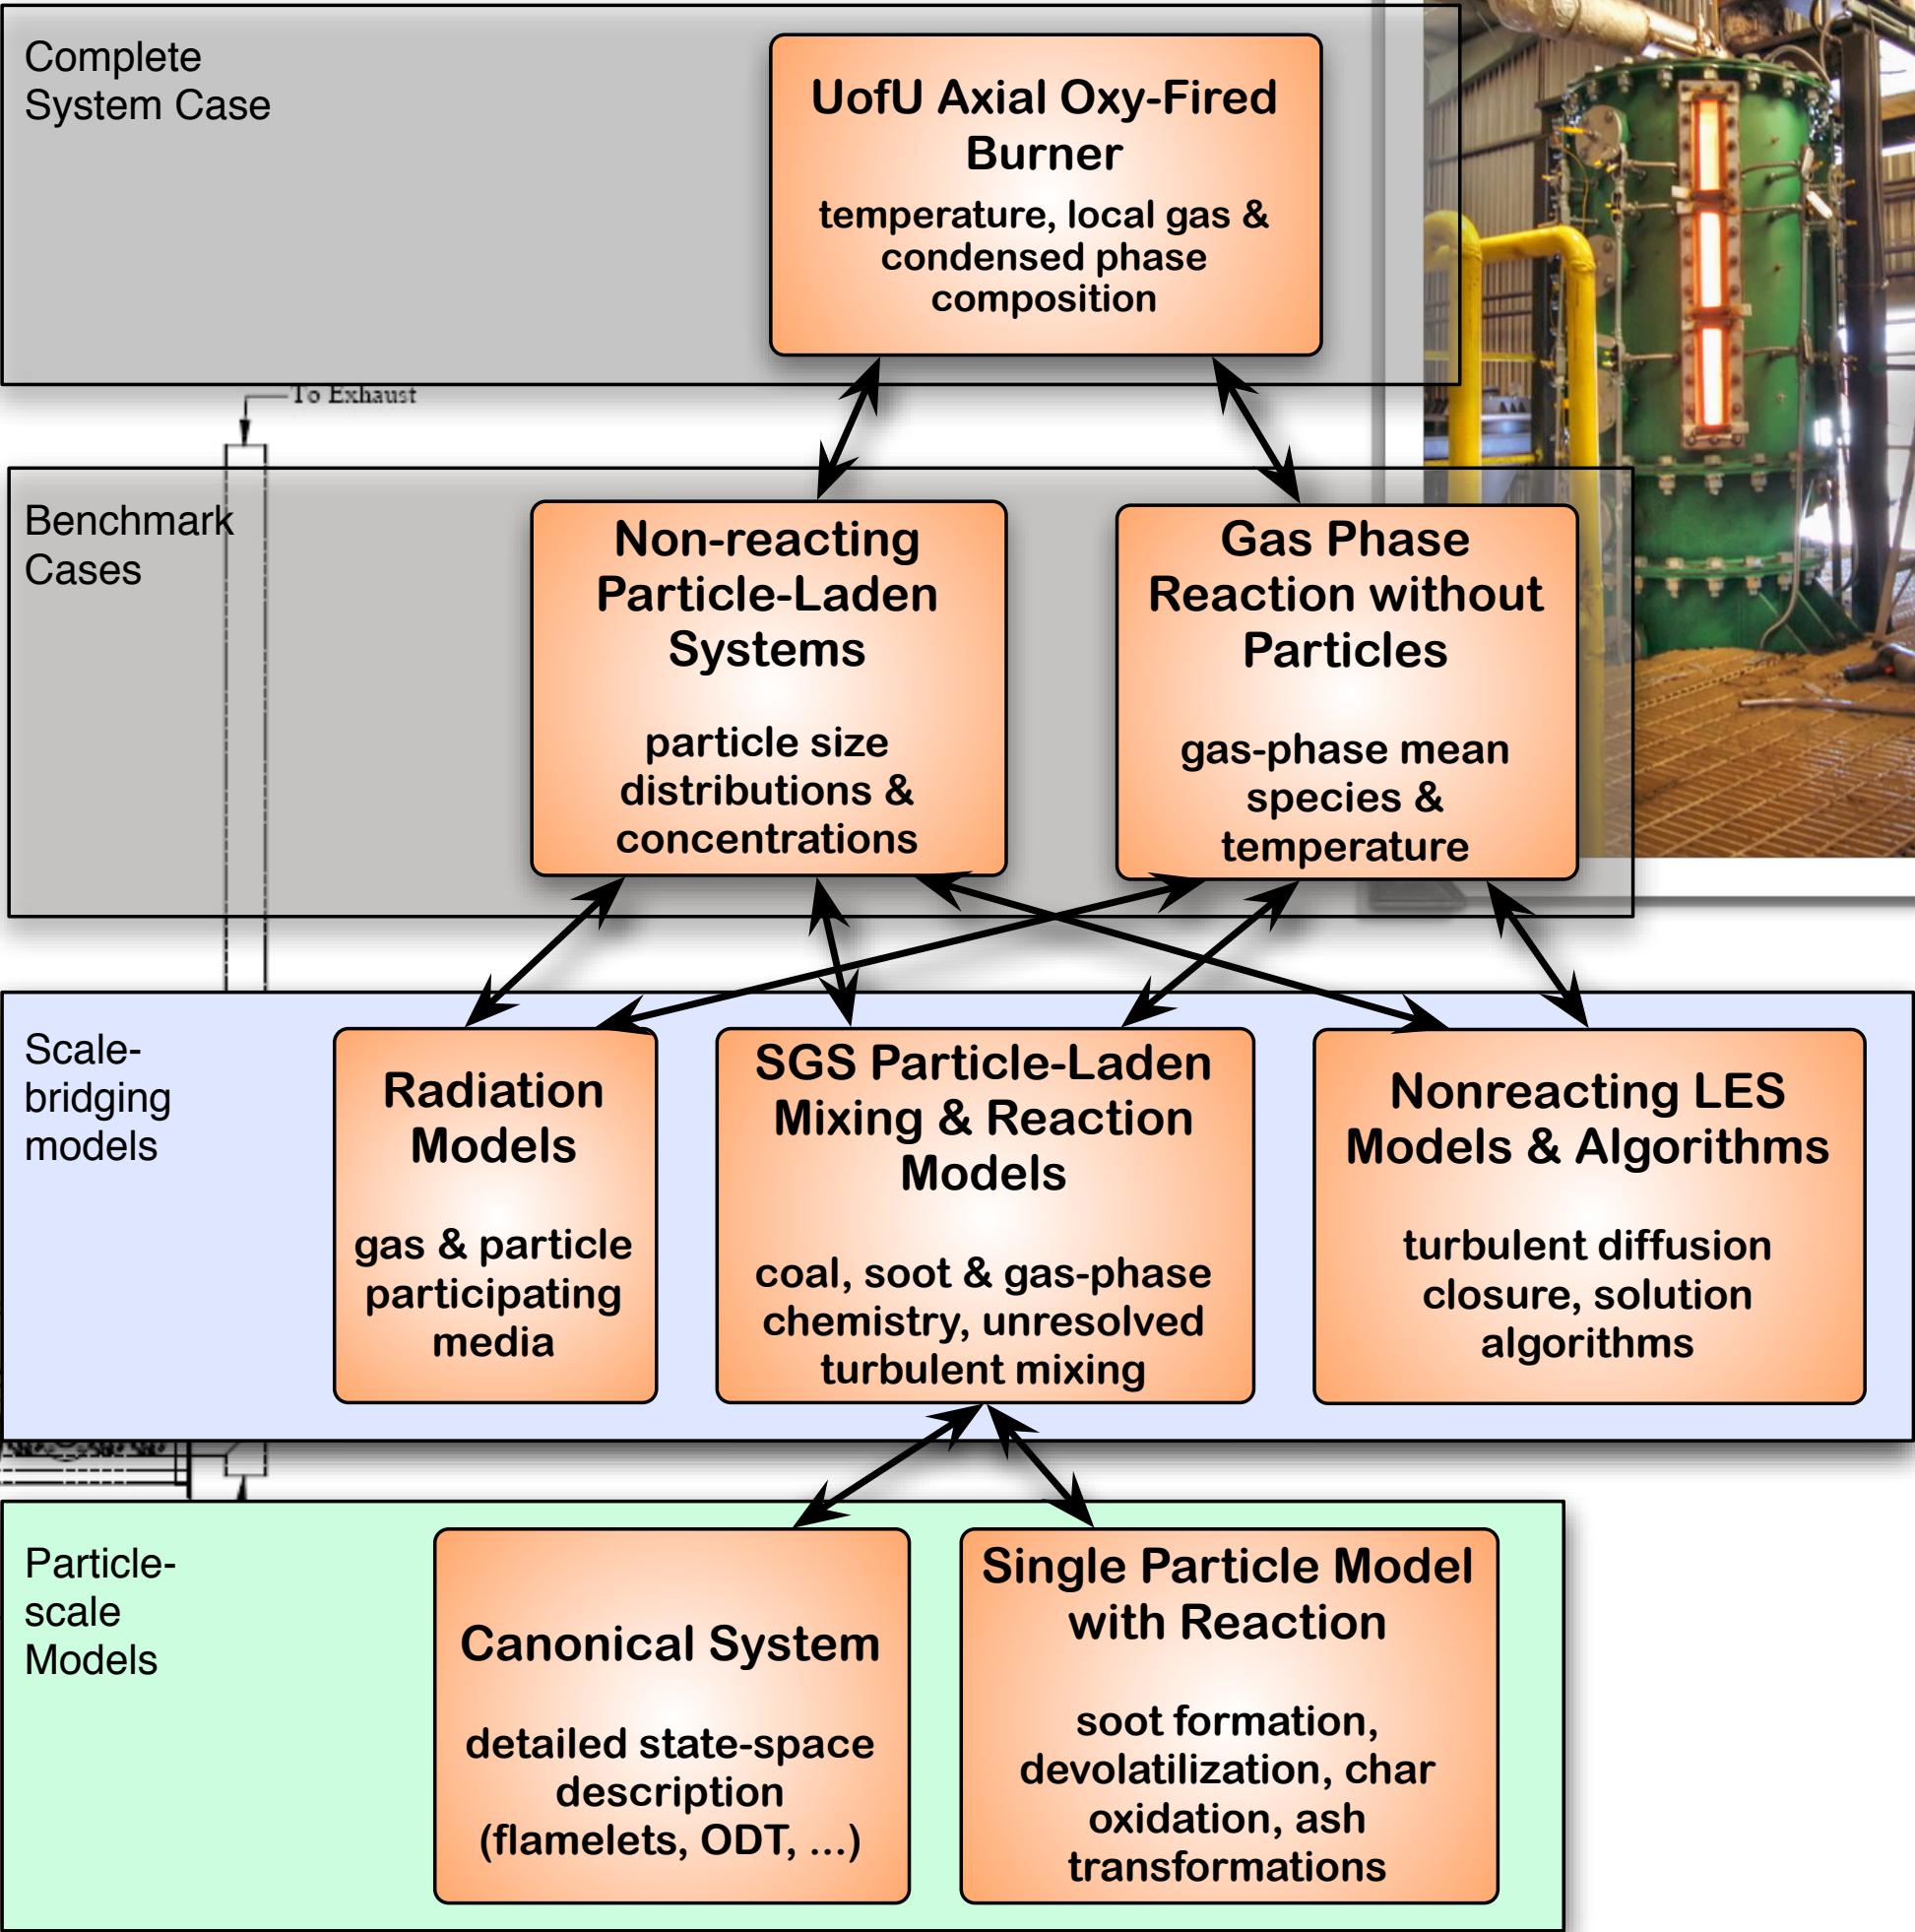 Complete
System Case
UofU Axial Oxy-Fired
Burner
temperature, local gas &
condensed phase
composition
To Exhaust
Benchmark
Cases
Non-reacting
Particle-Laden
Systems
particle size
distributions &
concentrations
Gas Phase
Reaction without
Particles
gas-phase mean
species &
temperature
Scale-
bridging
models
Radiation
Models
gas & particle
participating
media
SGS Particle-Laden
Mixing & Reaction
Models
coal, soot & gas-phase
chemistry, unresolved
turbulent mixing
Nonreacting LES
Models & Algorithms
turbulent diffusion
closure, solution
algorithms
Particle-
scale
Models
Canonical System
detailed state-space
description
(flamelets, ODT, ...)
Single Particle Model
with Reaction
soot formation,
devolatilization, char
oxidation, ash
transformations